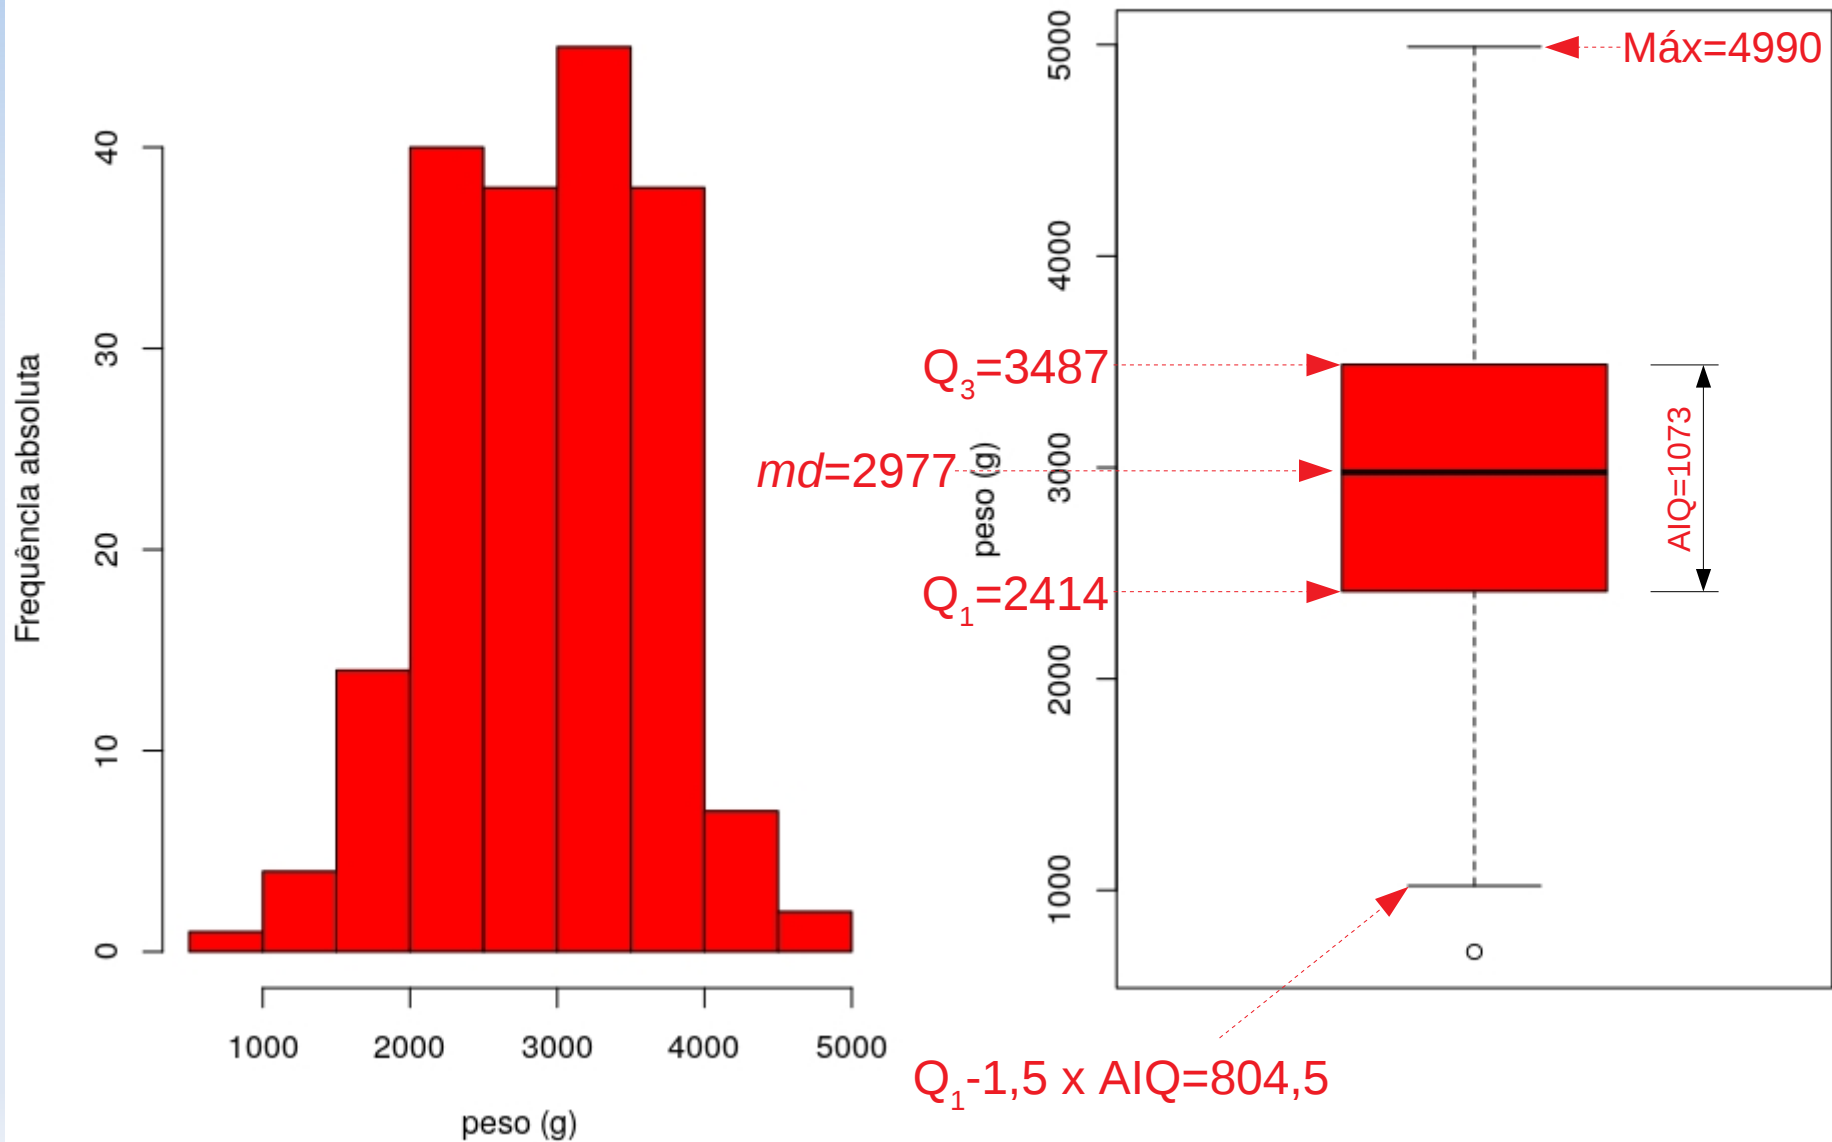 Frequência absoluta
40
30
20
10
0
1000
2000
3000
4000
5000
peso (g)
peso (g)
5000
4000
3000
2000
1000
Máx=4990
Q3=3487
md=2977
Q1=2414
AIQ=1073
Q1-1,5 x AIQ=804,5